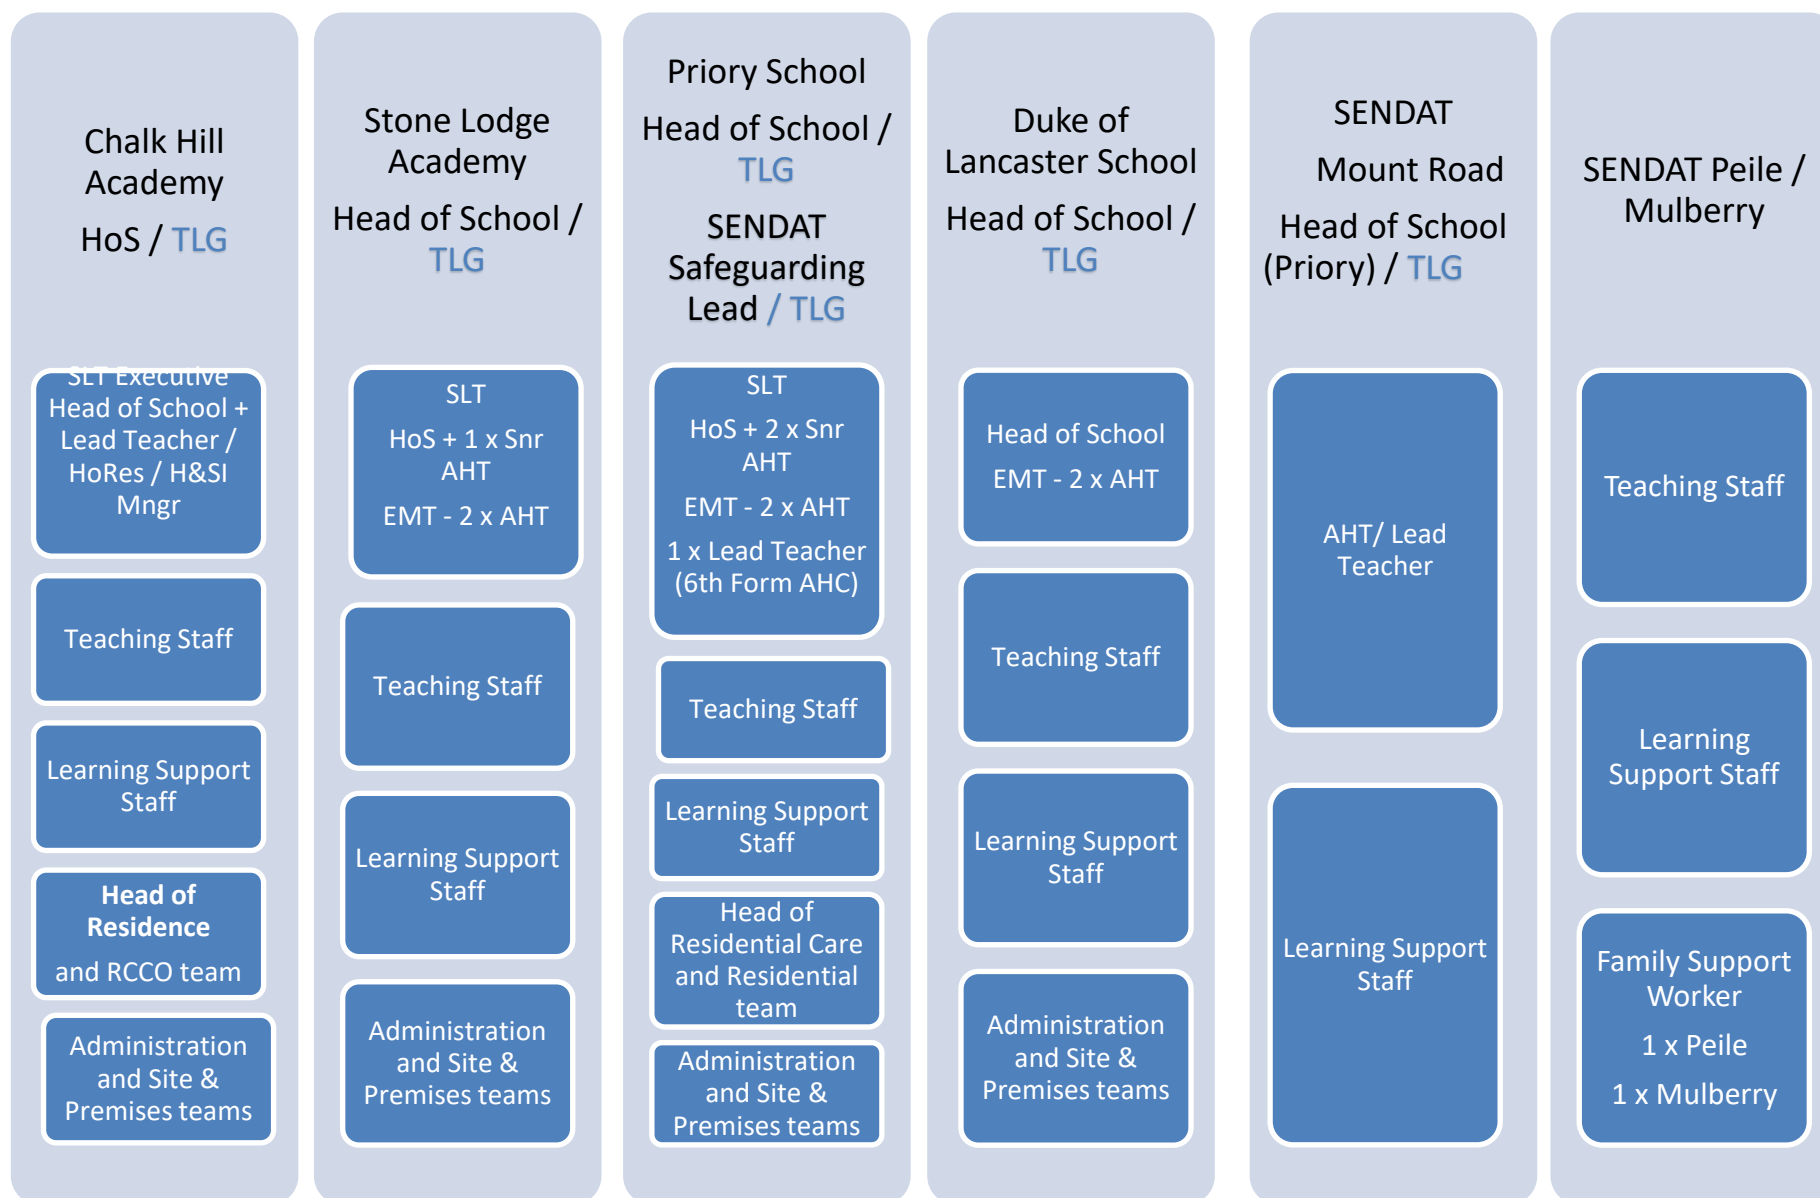 Chalk Hill
Academy
HoS / TLG
SLT Executive
Head of School +
Lead Teacher /
HoRes / H&SI
Mngr
Teaching Staff
Learning Support
Staff
Head of
Residence
and RCCO team
Administration
and Site &
Premises teams
Stone Lodge
Academy
Head of School /
TLG
SLT
HoS + 1 x Snr
AHT
EMT - 2 x AHT
Teaching Staff
Learning Support
Staff
Administration
and Site &
Premises teams
Priory School
Head of School /
TLG
SENDAT
Safeguarding
Lead / TLG
SLT
HoS + 2 x Snr
AHT
EMT - 2 x AHT
1 x Lead Teacher
(6th Form AHC)
Teaching Staff
Learning Support
Staff
Head of
Residential Care
and Residential
team
Administration
and Site &
Premises teams
Duke of
Lancaster School
Head of School /
TLG
Head of School
EMT - 2 x AHT
Teaching Staff
Learning Support
Staff
Administration
and Site &
Premises teams
SENDAT
Mount Road
Head of School
(Priory) / TLG
AHT/ Lead
Teacher
Learning Support
Staff
SENDAT Peile /
Mulberry
Teaching Staff
Learning
Support Staff
Family Support
Worker
1 x Peile
1 x Mulberry